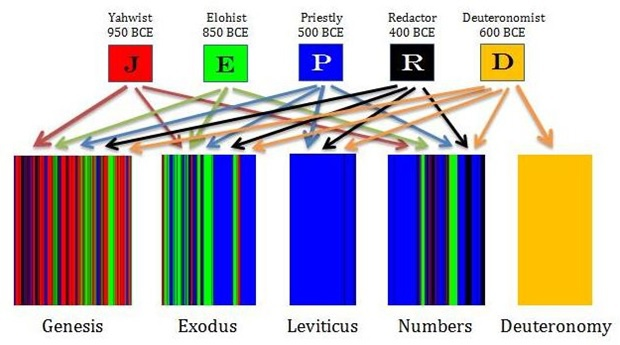 Yahwist Elohist Priestly Redactor Deuteronomist
950 BCE 850 BCE 500 BCE 400 BCE 600 BCE
J E P R D
Genesis Exodus Leviticus Numbers Deuteronomy